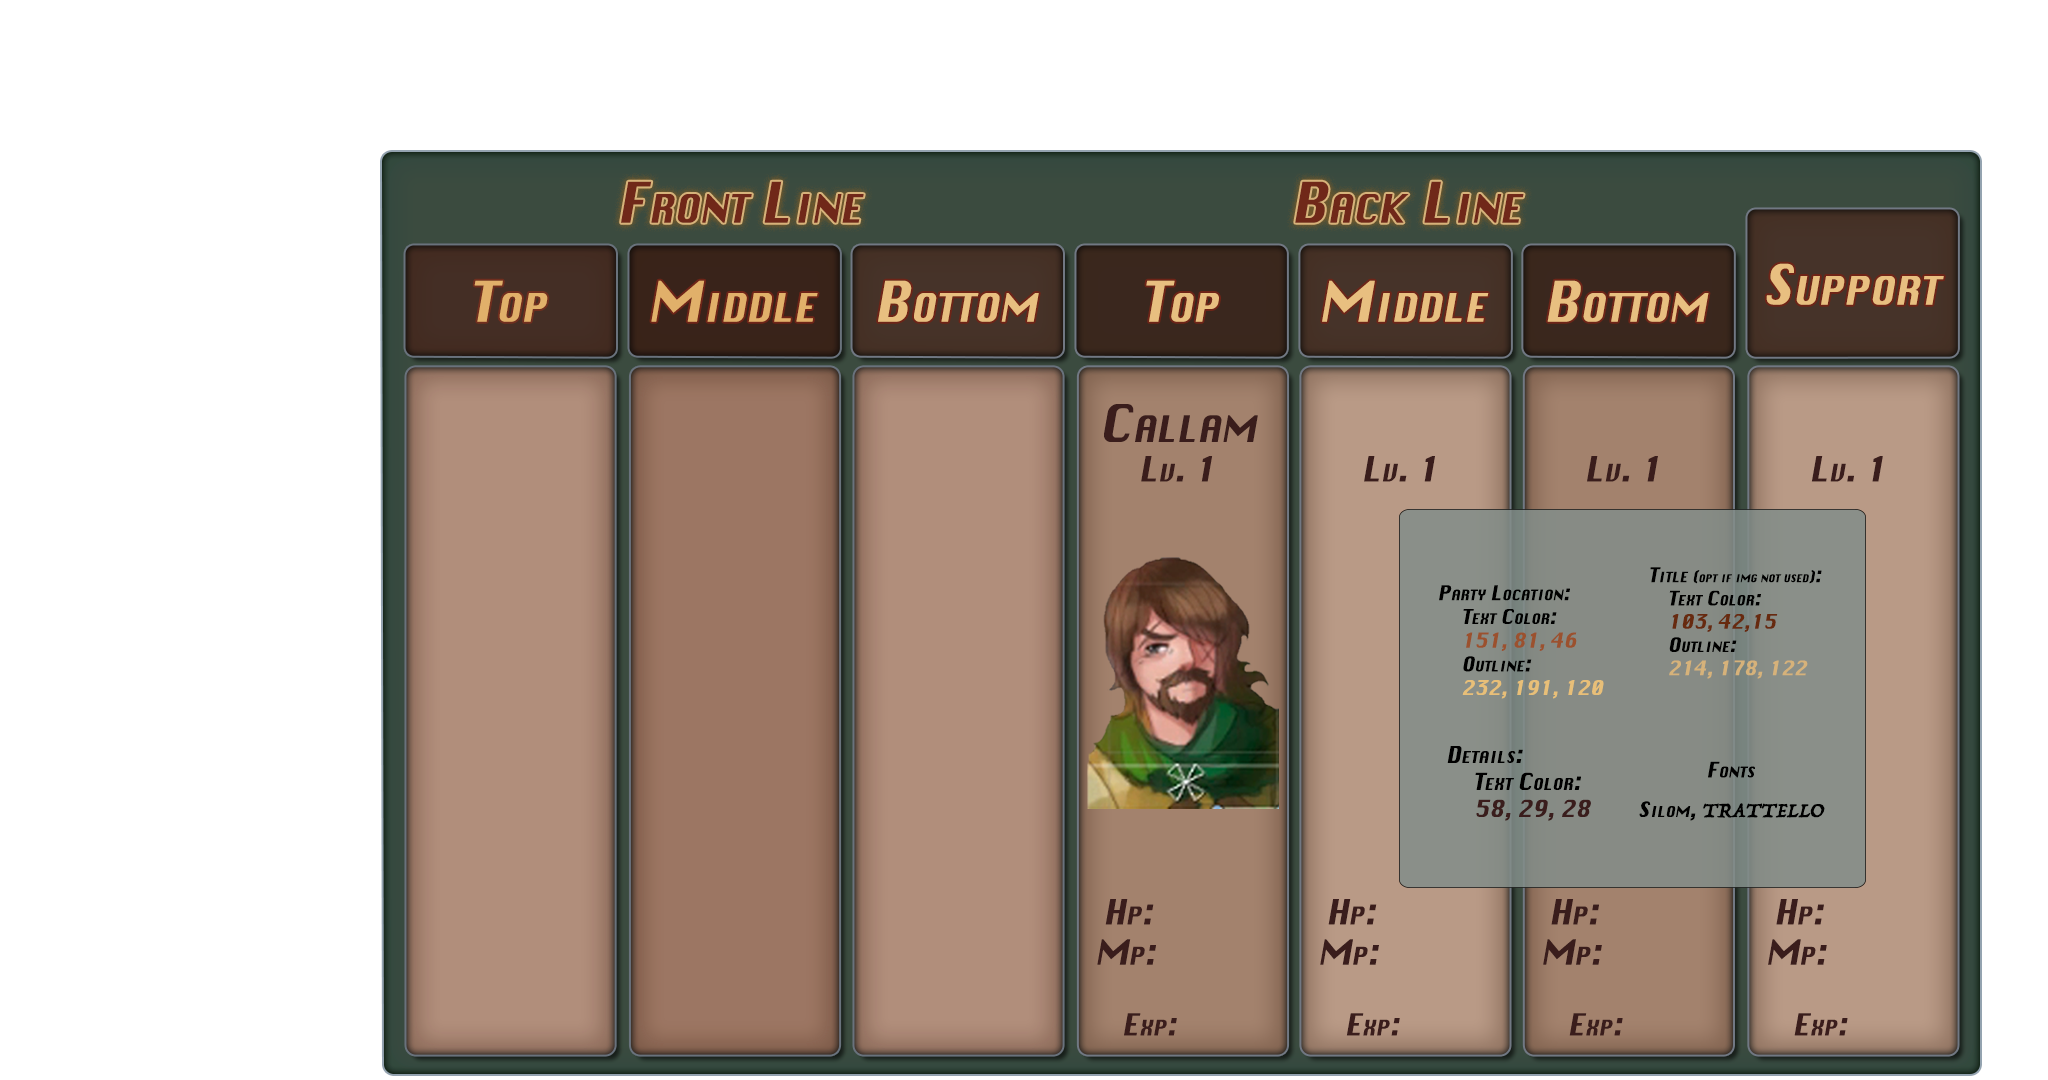 Front Line
Back Line
Top
Middle
Bottom
Top
Middle
Bottom
Support
Callam
Lv. 1
Lv. 1
Lv. 1
Lv. 1
Party Location:
Text Color:
151, 81, 46
Outline:
232, 191, 120
Title (opt if img not used):
Text Color:
103, 42,15
Outline:
214, 178, 122
Details:
Text Color:
58, 29, 28
Fonts
Silom, TRATTELLO
Hp:
Mp:
Exp:
Hp:
Mp:
Exp:
Hp:
Mp:
Exp:
Hp:
Mp:
Exp: